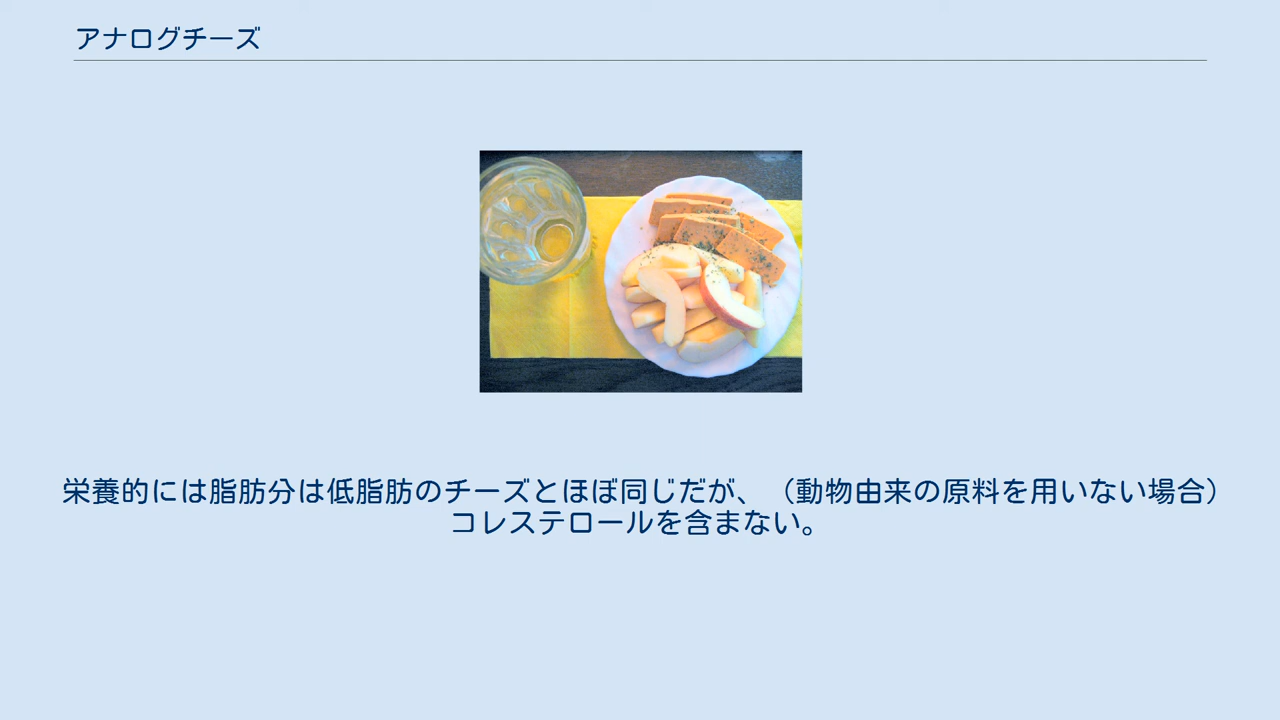 アナログチーズ
栄養的には脂肪分は低脂肪のチーズとほぼ同じだが、（動物由来の原料を用いない場合）
コレステロールを含まない。